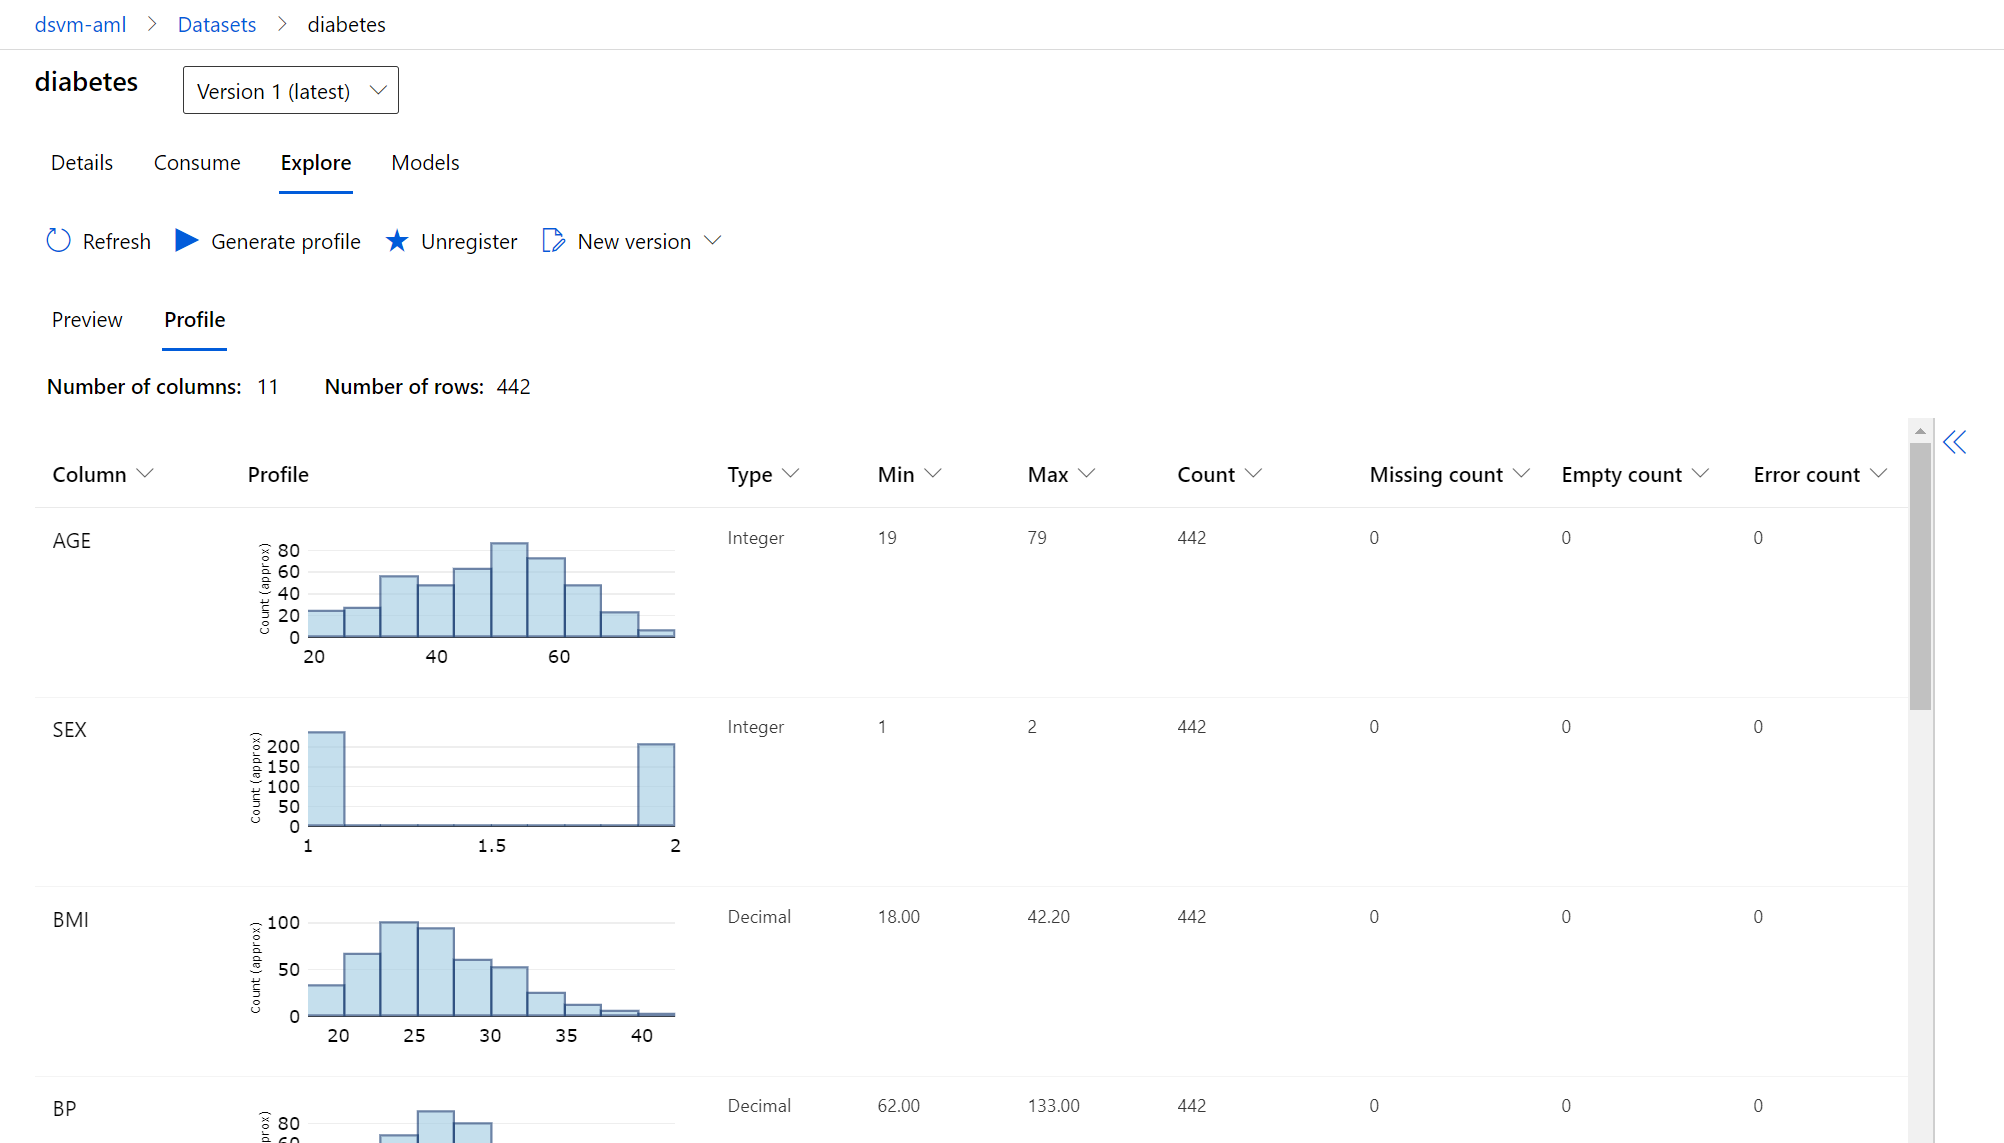 dsvm-aml > Datasets > diabetes
diabetes Version 1 (latest)
Details Consume Explore Models
Refresh Generate profile Unregister New version
Preview Profile
Number of columns: 11 Number of rows: 442
Column Profile Type Min Max Count Missing count Empty count Error count
AGE Integer 19 79 442 0 0 0
Count (approx)
80
60
40
20
0
20 40 60
SEX Integer 1 2 442 0 0 0
Count (approx)
200
150
100
50
0
1 1.5 2
BMI Decimal 18.00 42.20 442 0 0 0
Count (approx)
100
50
0
20 25 30 35 40
BP Decimal 62.00 133.00 442 0 0 0
80
60